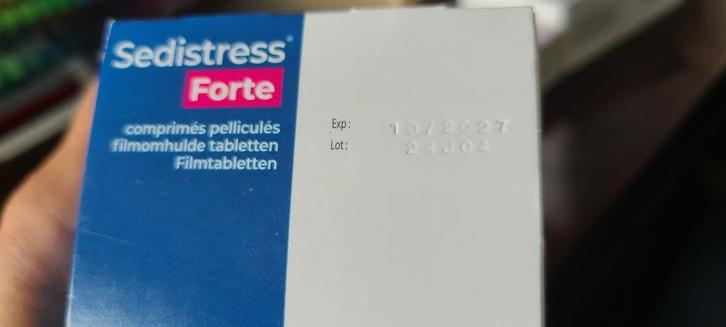 Sedistress®
Forte
comprimés pelliculés
filmomhulde tabletten
Filmtabletten
Exp: 10/2027
Lot: 24J04